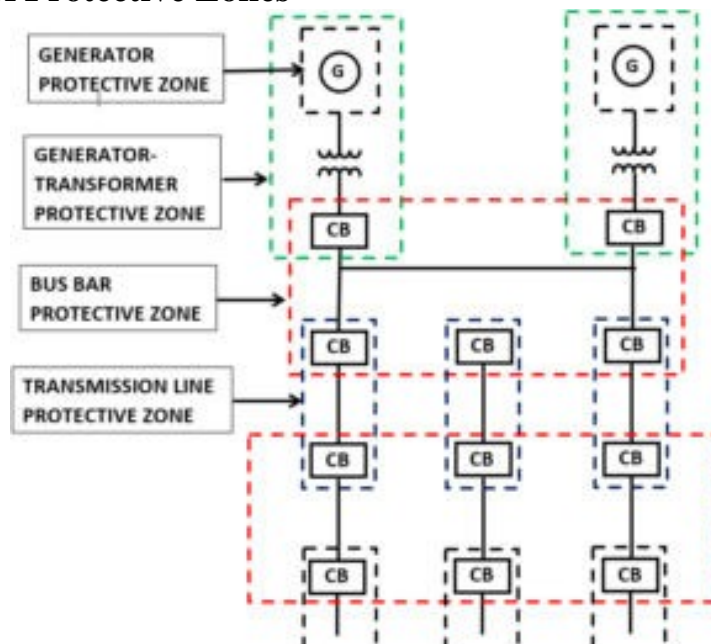 GENERATOR
PROTECTIVE ZONE
G
G
GENERATOR-
TRANSFORMER
PROTECTIVE ZONE
CB
CB
BUS BAR
PROTECTIVE ZONE
CB
CB
CB
TRANSMISSION LINE
PROTECTIVE ZONE
CB
CB
CB
CB
CB
CB